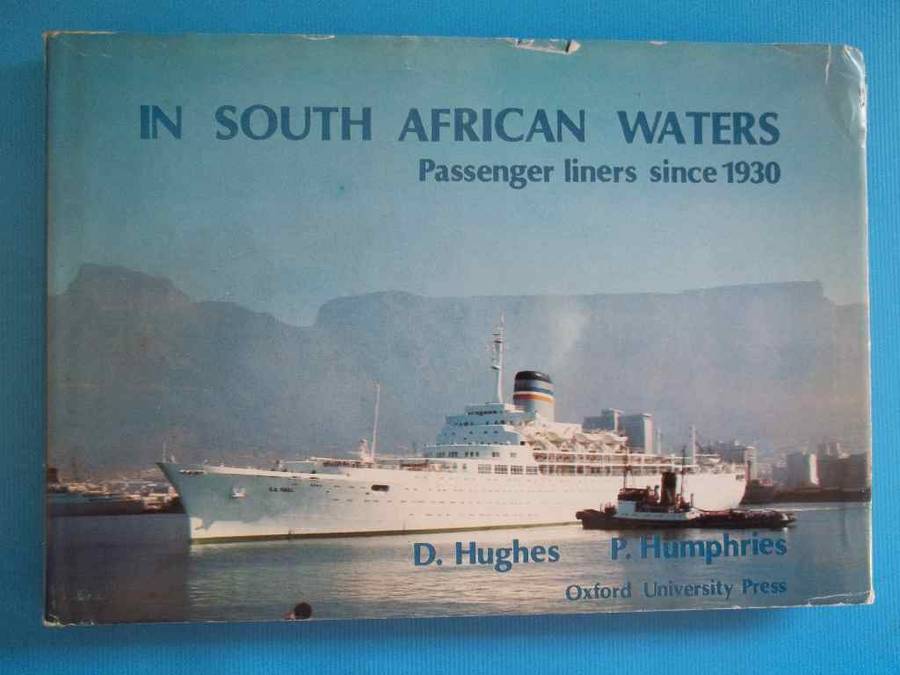 IN SOUTH AFRICAN WATERS
Passenger liners since 1930
D. Hughes P. Humphries
Oxford University Press